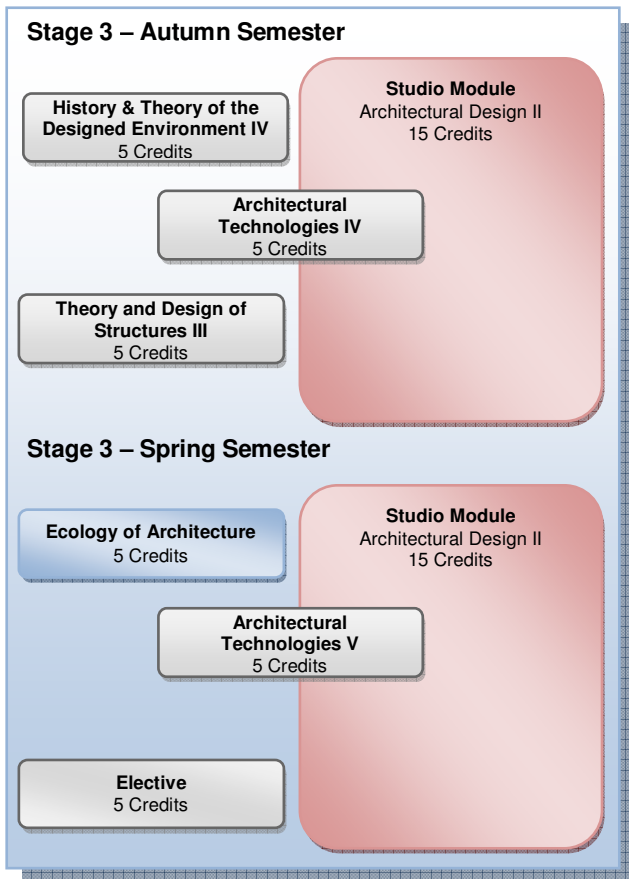 Stage 3 – Autumn Semester
History & Theory of the
Designed Environment IV
5 Credits
Studio Module
Architectural Design II
15 Credits
Architectural
Technologies IV
5 Credits
Theory and Design of
Structures III
5 Credits
Stage 3 – Spring Semester
Ecology of Architecture
5 Credits
Studio Module
Architectural Design II
15 Credits
Architectural
Technologies V
5 Credits
Elective
5 Credits